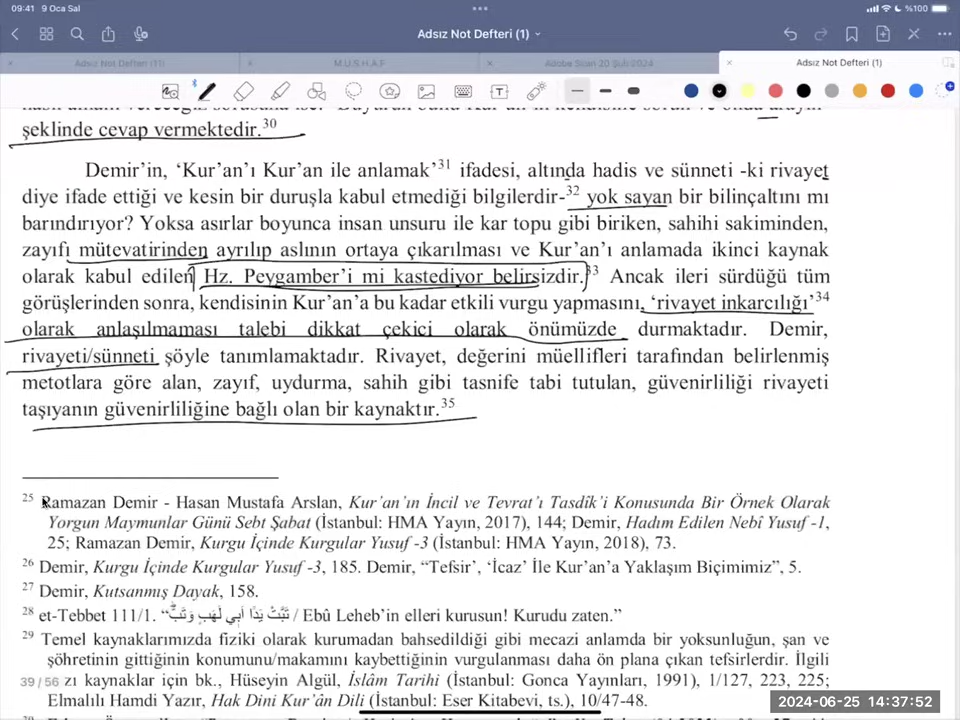 09:41 9 Oca Sal
%100
Adsız Not Defteri (1)
Adsız Not Defteri (11)
M.U.S.H.A.F
Adobe Scan 20 Şub 2024
Adsız Not Defteri (1)
şeklinde cevap vermektedir.30
Demir’in, ‘Kur’an’ı Kur’an ile anlamak’31 ifadesi, altında hadis ve sünneti -ki rivayet
diye ifade ettiği ve kesin bir duruşla kabul etmediği bilgilerdir-32 yok sayan bir bilinçaltını mı
barındırıyor? Yoksa asırlar boyunca insan unsuru ile kar topu gibi biriken, sahihi sakiminden,
zayıfı mütevatirinden ayrılıp aslının ortaya çıkarılması ve Kur’an’ı anlamada ikinci kaynak
olarak kabul edilen Hz. Peygamber’i mi kastediyor belirsizdir.33 Ancak ileri sürdüğü tüm
görüşlerinden sonra, kendisinin Kur’an’a bu kadar etkili vurgu yapmasını, ‘rivayet inkarcılığı’34
olarak anlaşılmaması talebi dikkat çekici olarak önümüzde durmaktadır. Demir,
rivayeti/sünneti şöyle tanımlamaktadır. Rivayet, değerini müellifleri tarafından belirlenmiş
metotlara göre alan, zayıf, uydurma, sahih gibi tasnife tabi tutulan, güvenirliliği rivayeti
taşıyanın güvenirliliğine bağlı olan bir kaynaktır.35
25 Ramazan Demir - Hasan Mustafa Arslan, Kur’an’ın İncil ve Tevrat’ı Tasdîk’i Konusunda Bir Örnek Olarak
Yorgun Maymunlar Günü Sebt Şabat (İstanbul: HMA Yayın, 2017), 144; Demir, Hadım Edilen Nebî Yusuf -1,
25; Ramazan Demir, Kurgu İçinde Kurgular Yusuf -3 (İstanbul: HMA Yayın, 2018), 73.
26 Demir, Kurgu İçinde Kurgular Yusuf -3, 185. Demir, “Tefsir’, ‘İcaz’ İle Kur’an’a Yaklaşım Biçimimiz”, 5.
27 Demir, Kutsanmış Dayak, 158.
28 et-Tebbet 111/1. “تَبَّتْ يَدَٓا اَب۪ي لَهَبٍ وَتَبَّۜ / Ebû Leheb’in elleri kurusun! Kurudu zaten.”
29 Temel kaynaklarımızda fiziki olarak kurumadan bahsedildiği gibi mecazi anlamda bir yoksunluğun, şan ve
şöhretinin gittiğinin konumunu/makamını kaybettiğinin vurgulanması daha ön plana çıkan tefsirlerdir. İlgili
39 / 56 zı kaynaklar için bk., Hüseyin Algül, İslâm Tarihi (İstanbul: Gonca Yayınları, 1991), 1/127, 223, 225;
Elmalılı Hamdi Yazır, Hak Dini Kur’ân Dili (İstanbul: Eser Kitabevi, ts.), 10/47-48.
2024-06-25 14:37:52